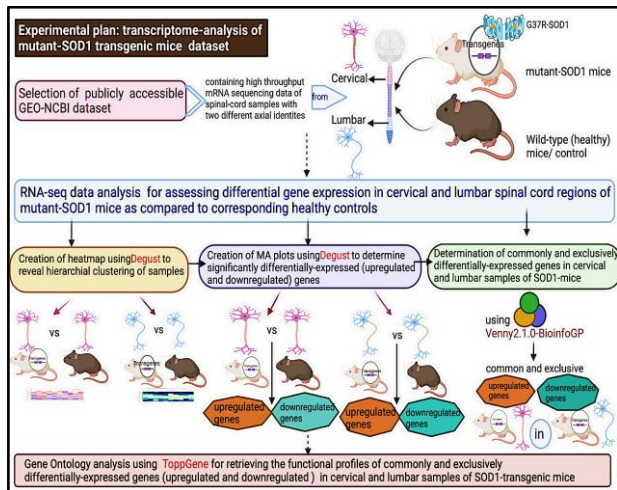 Experimental plan: transcriptome-analysis of
mutant-SOD1 transgenic mice dataset
G37R-SOD1
Transgenes
mutant-SOD1 mice
Selection of publicly accessible
GEO-NCBI dataset
containing high throughput
mRNA sequencing data of
spinal-cord samples with
two different axial identites
from
Cervical
Lumbar
Wild-type (healthy)
mice/ control
RNA-seq data analysis for assessing differential gene expression in cervical and lumbar spinal cord regions of
mutant-SOD1 mice as compared to corresponding healthy controls
Creation of heatmap usingDegust to
reveal hierarchial clustering of samples
Creation of MA plots usingDegust to determine
significantly differentially-expressed (upregulated
and downregulated) genes
Determination of commonly and exclusively
differentially-expressed genes in cervical
and lumbar samples of SOD1-mice
vs
vs
vs
vs
Transgenes
Transgenes
Transgenes
Transgenes
using
Venny2.1.0-BioinfoGP
common and exclusive
upregulated
genes
downregulated
genes
upregulated
genes
downregulated
genes
upregulated
genes
downregulated
genes
in
Gene Ontology analysis using ToppGene for retrieving the functional profiles of commonly and exclusively
differentially-expressed genes (upregulated and downregulated ) in cervical and lumbar samples of SOD1-transgenic mice